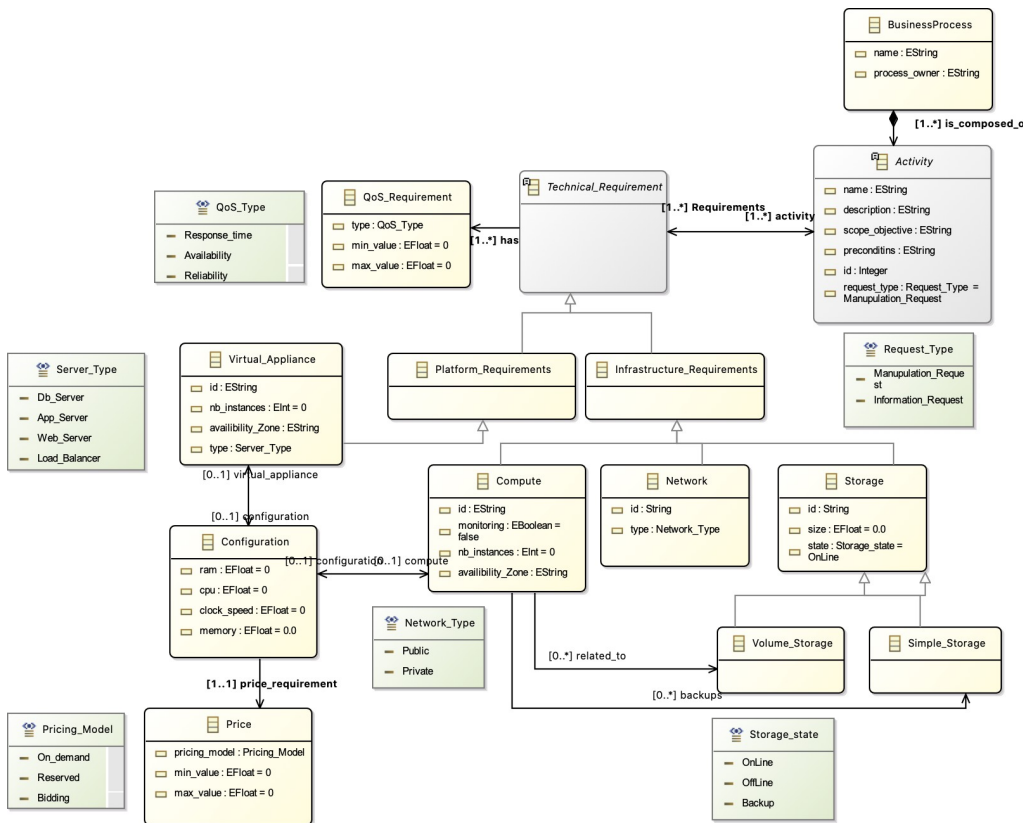 BusinessProcess
name : EString
process_owner : EString
[1..*] is_composed_o
Activity
name : EString
description : EString
scope_objective : EString
preconditins : EString
id : Integer
request_type : Request_Type =
Manupulation_Request
Technical_Requirement
[1..*] Requirements
[1..*] activity
QoS_Requirement
type : QoS_Type
min_value : EFloat = 0
max_value : EFloat = 0
[1..*] has
QoS_Type
Response_time
Availability
Reliability
Server_Type
Db_Server
App_Server
Web_Server
Load_Balancer
Virtual_Appliance
id : EString
nb_instances : EInt = 0
availibility_Zone : EString
type : Server_Type
Platform_Requirements
Infrastructure_Requirements
Request_Type
Manupulation_Reque
st
Information_Request
[0..1] virtual_appliance
[0..1] configuration
Configuration
ram : EFloat = 0
cpu : EFloat = 0
clock_speed : EFloat = 0
memory : EFloat = 0.0
[0..1] configuration
[0..1] compute
Compute
id : EString
monitoring : EBoolean =
false
nb_instances : EInt = 0
availibility_Zone : EString
Network
id : String
type : Network_Type
Storage
id : String
size : EFloat = 0.0
state : Storage_state =
OnLine
Network_Type
Public
Private
[0..*] related_to
Volume_Storage
Simple_Storage
[0..*] backups
[1..1] price_requirement
Pricing_Model
On_demand
Reserved
Bidding
Price
pricing_model : Pricing_Model
min_value : EFloat = 0
max_value : EFloat = 0
Storage_state
OnLine
OffLine
Backup